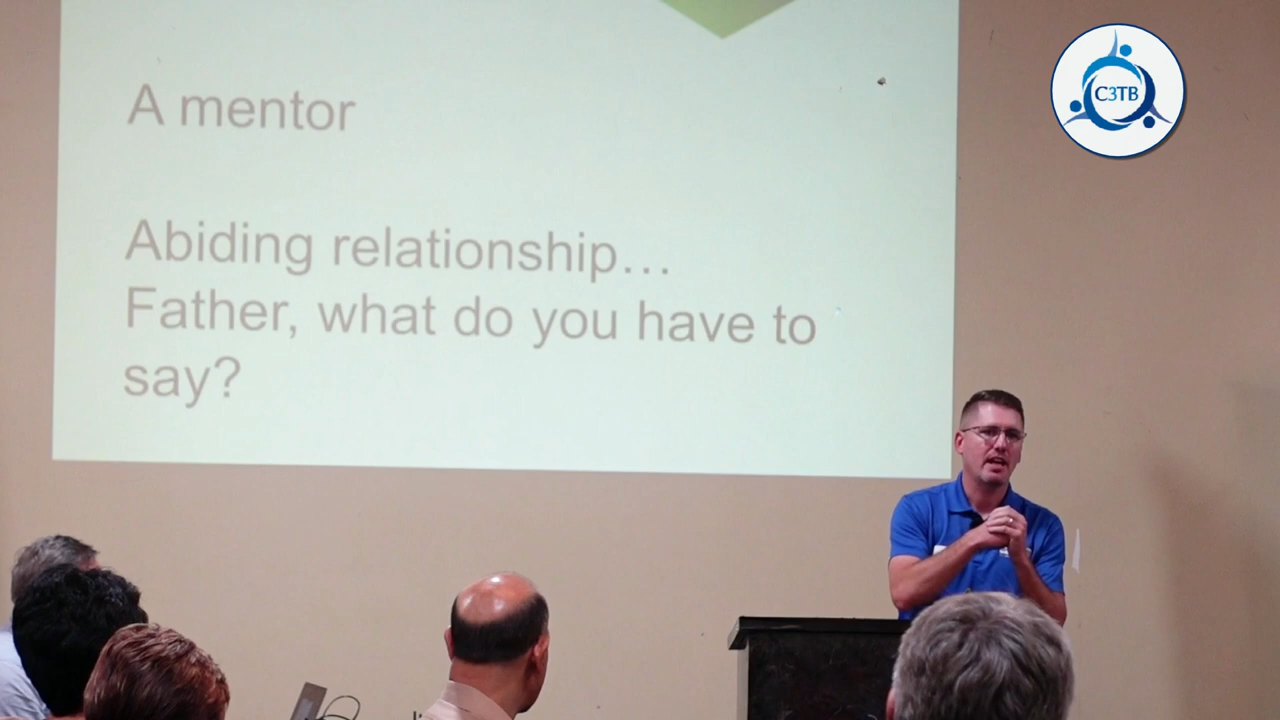 A mentor
Abiding relationship…
Father, what do you have to
say?
C3TB